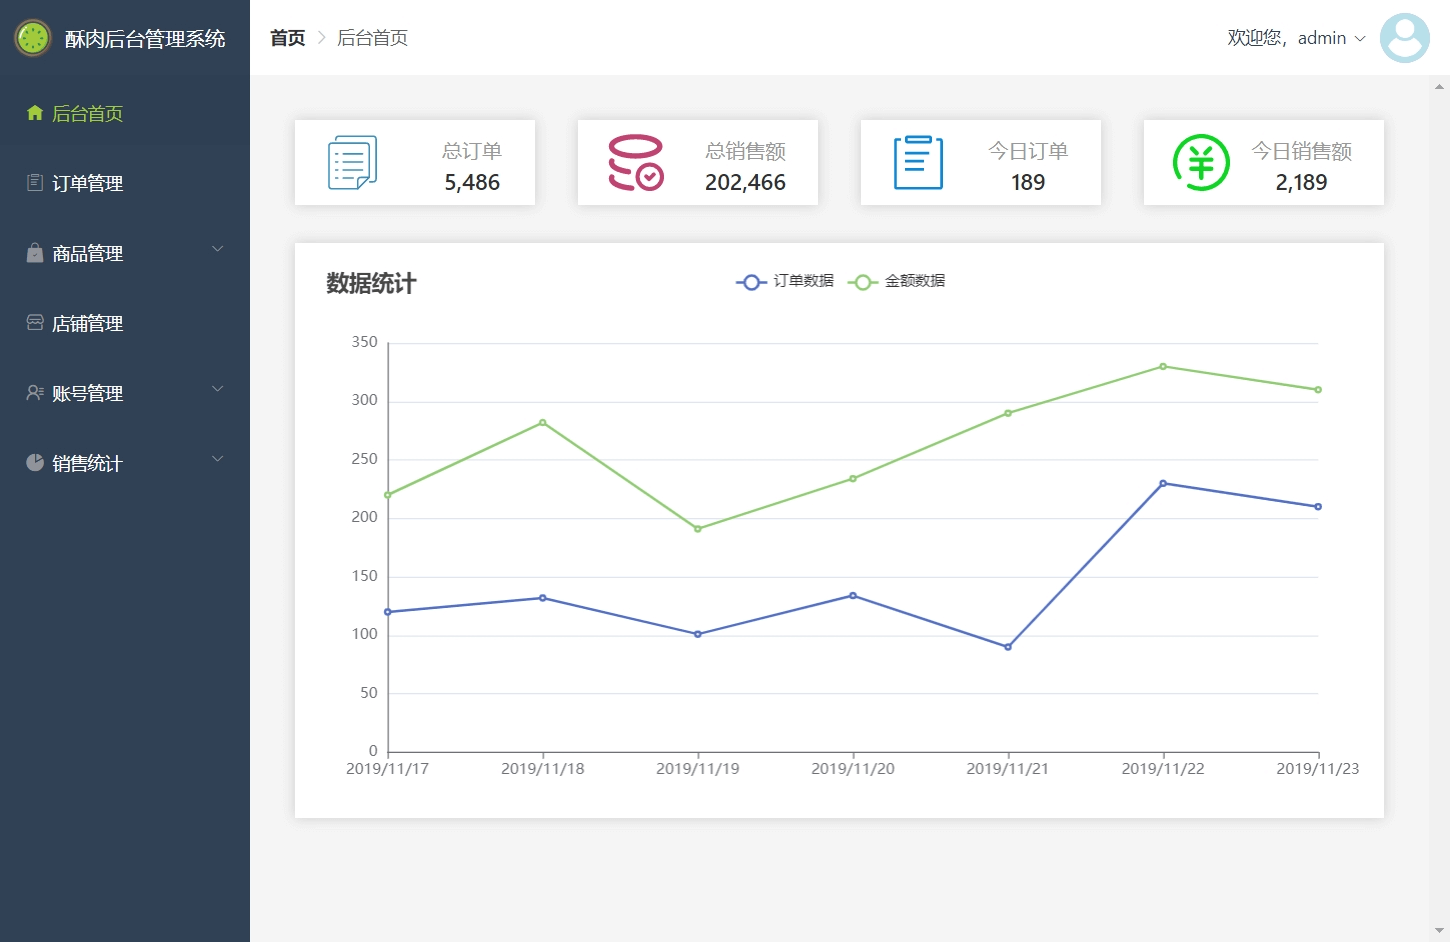 酥肉后台管理系统
首页 > 后台首页
欢迎您，admin
后台首页
订单管理
商品管理
店铺管理
账号管理
销售统计
总订单
5,486
总销售额
202,466
今日订单
189
今日销售额
2,189
数据统计
订单数据 金额数据
350
300
250
200
150
100
50
0
2019/11/17 2019/11/18 2019/11/19 2019/11/20 2019/11/21 2019/11/22 2019/11/23